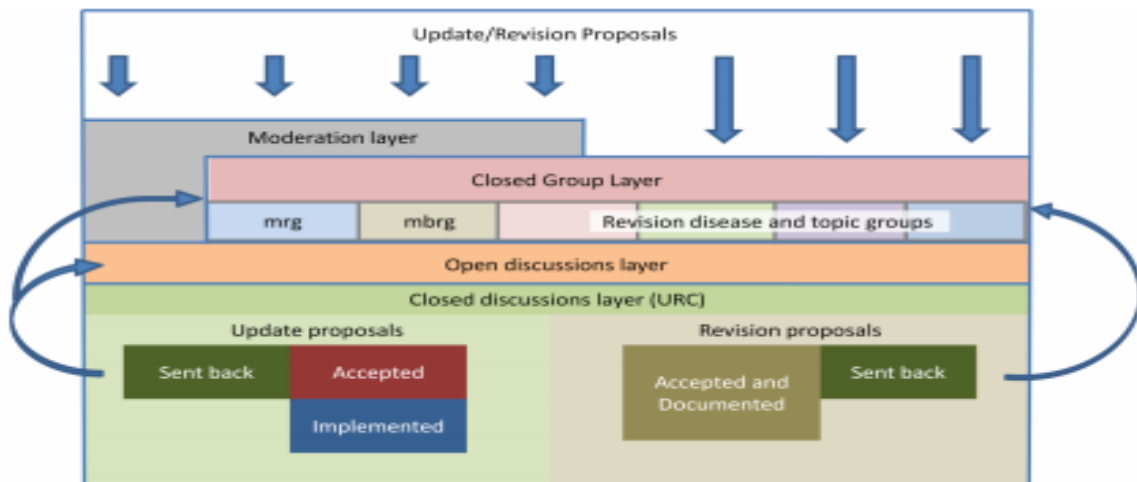 Update/Revision Proposals
Moderation layer
Closed Group Layer
mrg
mbrg
Revision disease and topic groups
Open discussions layer
Closed discussions layer (URC)
Update proposals
Revision proposals
Sent back
Accepted
Implemented
Accepted and
Documented
Sent back